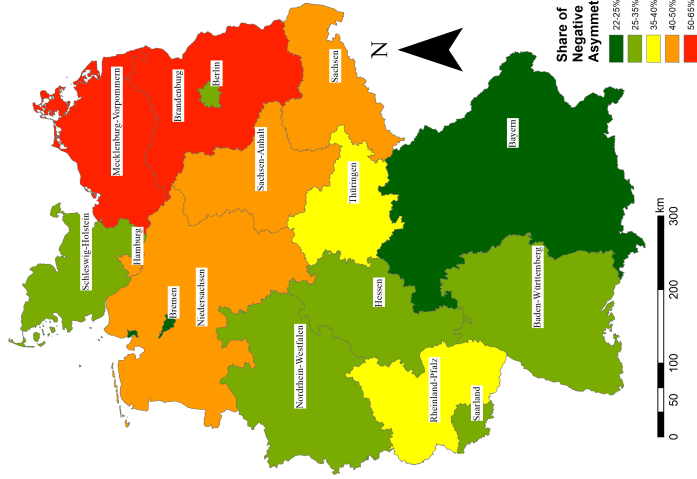 Schleswig-Holstein
Mecklenburg-Vorpommern
Hamburg
Bremen
Brandenburg
Niedersachsen
Berlin
Sachsen-Anhalt
Nordrhein-Westfalen
Sachsen
Thüringen
Hessen
N
Rheinland-Pfalz
Saarland
Bayern
Baden-Württemberg
Share of
Negative
Asymmet
22-25%
25-35%
35-40%
40-50%
50-65%
0 50 100 200 300 km